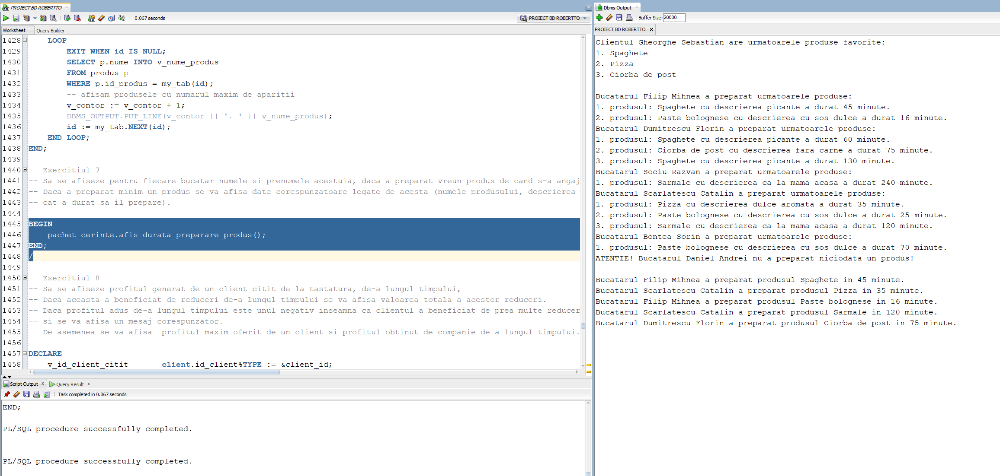 PROIECT BD ROBERTTO
0.067 seconds
PROIECT BD ROBERTTO
Worksheet Query Builder
1428 LOOP
1429 EXIT WHEN id IS NULL;
1430 SELECT p.nume INTO v_nume_produs
1431 FROM produs p
1432 WHERE p.id_produs = my_tab(id);
1433 -- afisam produsele cu numarul maxim de aparitii
1434 v_contor := v_contor + 1;
1435 DBMS_OUTPUT.PUT_LINE(v_contor || '. ' || v_nume_produs);
1436 id := my_tab.NEXT(id);
1437 END LOOP;
1438 END;
1439
1440 -- Exercitiul 7
1441 -- Sa se afiseze pentru fiecare bucatar numele si prenumele acestuia, daca a preparat vreun produs de cand s-a angaj
1442 -- Daca a preparat minim un produs se va afisa date corespunzatoare legate de acesta (numele produsului, descrierea
1443 -- cat a durat sa il prepare).
1444
1445 BEGIN
1446 pachet_cerinte.afis_durata_preparare_produs();
1447 END;
1448 /
1449
1450 -- Exercitiul 8
1451 -- Sa se afiseze profitul generat de un client citit de la tastatura, de-a lungul timpului,
1452 -- Daca aceasta a beneficiat de reduceri de-a lungul timpului se va afisa valoarea totala a acestor reduceri.
1453 -- Daca profitul adus de-a lungul timpului este unul negativ inseamna ca clientul a beneficiat de prea multe reducer
1454 -- si se va afisa un mesaj corespunzator.
1455 -- De asemenea se va afisa  profitul maxim oferit de un client si profitul obtinut de companie de-a lungul timpului.
1456
1457 DECLARE
1458 v_id_client_citit client.id_client%TYPE := &client_id;
Script Output x Query Result x
Task completed in 0.067 seconds
END;
PL/SQL procedure successfully completed.
PL/SQL procedure successfully completed.
Dbms Output
Buffer Size: 20000
PROIECT BD ROBERTTO x
Clientul Gheorghe Sebastian are urmatoarele produse favorite:
1. Spaghete
2. Pizza
3. Ciorba de post
Bucatarul Filip Mihnea a preparat urmatoarele produse:
1. produsul: Spaghete cu descrierea picante a durat 45 minute.
2. produsul: Paste bolognese cu descrierea cu sos dulce a durat 16 minute.
Bucatarul Dumitrescu Florin a preparat urmatoarele produse:
1. produsul: Spaghete cu descrierea picante a durat 60 minute.
2. produsul: Ciorba de post cu descrierea fara carne a durat 75 minute.
3. produsul: Spaghete cu descrierea picante a durat 130 minute.
Bucatarul Sociu Razvan a preparat urmatoarele produse:
1. produsul: Sarmale cu descrierea ca la mama acasa a durat 240 minute.
Bucatarul Scarlatescu Catalin a preparat urmatoarele produse:
1. produsul: Pizza cu descrierea dulce aromata a durat 35 minute.
2. produsul: Paste bolognese cu descrierea cu sos dulce a durat 25 minute.
3. produsul: Sarmale cu descrierea ca la mama acasa a durat 120 minute.
Bucatarul Bontea Sorin a preparat urmatoarele produse:
1. produsul: Paste bolognese cu descrierea cu sos dulce a durat 70 minute.
ATENTIE! Bucatarul Daniel Andrei nu a preparat niciodata un produs!
Bucatarul Filip Mihnea a preparat produsul Spaghete in 45 minute.
Bucatarul Scarlatescu Catalin a preparat produsul Pizza in 35 minute.
Bucatarul Filip Mihnea a preparat produsul Paste bolognese in 16 minute.
Bucatarul Scarlatescu Catalin a preparat produsul Sarmale in 120 minute.
Bucatarul Dumitrescu Florin a preparat produsul Ciorba de post in 75 minute.